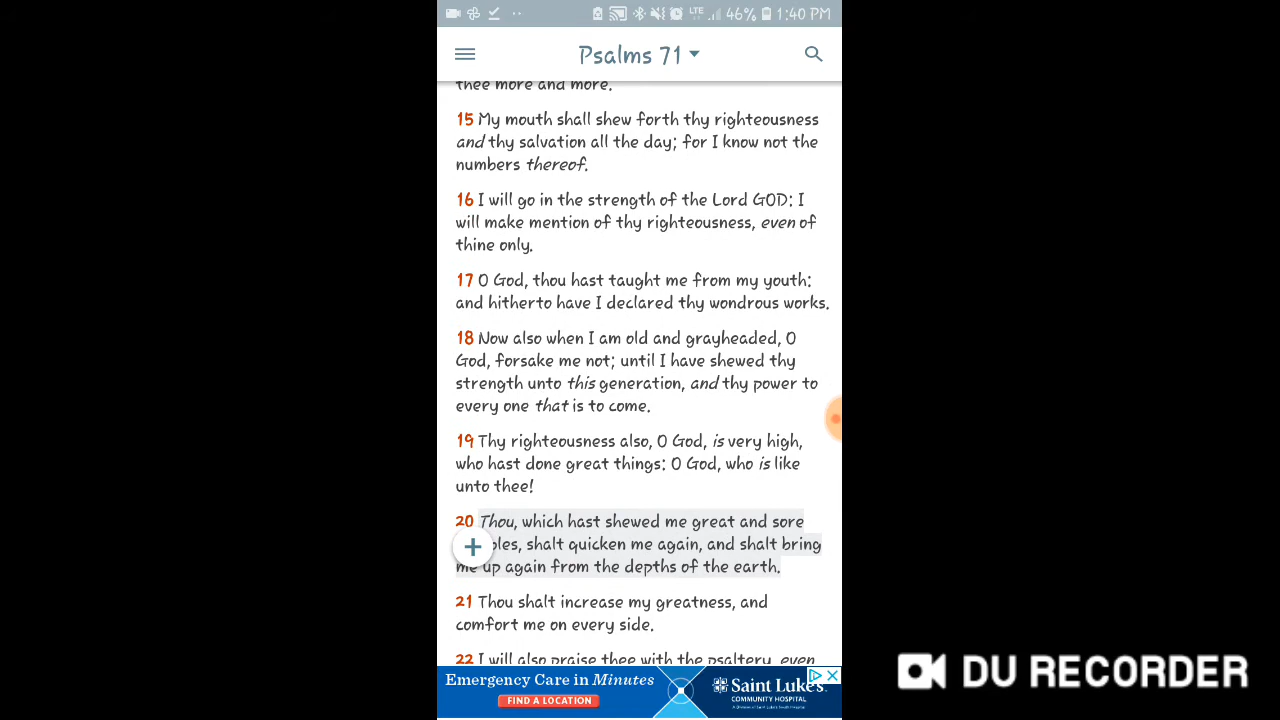 LTE 46% 1:40 PM
Psalms 71
thee more and more.
15 My mouth shall shew forth thy righteousness
and thy salvation all the day; for I know not the
numbers thereof.
16 I will go in the strength of the Lord GOD: I
will make mention of thy righteousness, even of
thine only.
17 O God, thou hast taught me from my youth:
and hitherto have I declared thy wondrous works.
18 Now also when I am old and grayheaded, O
God, forsake me not; until I have shewed thy
strength unto this generation, and thy power to
every one that is to come.
19 Thy righteousness also, O God, is very high,
who hast done great things: O God, who is like
unto thee!
20 Thou, which hast shewed me great and sore
shalt quicken me again, and shalt bring
me up again from the depths of the earth.
21 Thou shalt increase my greatness, and
comfort me on every side.
22 I will also praise thee with the psaltery, even
Emergency Care in Minutes
FIND A LOCATION
Saint Luke's
COMMUNITY HOSPITAL
DU RECORDER